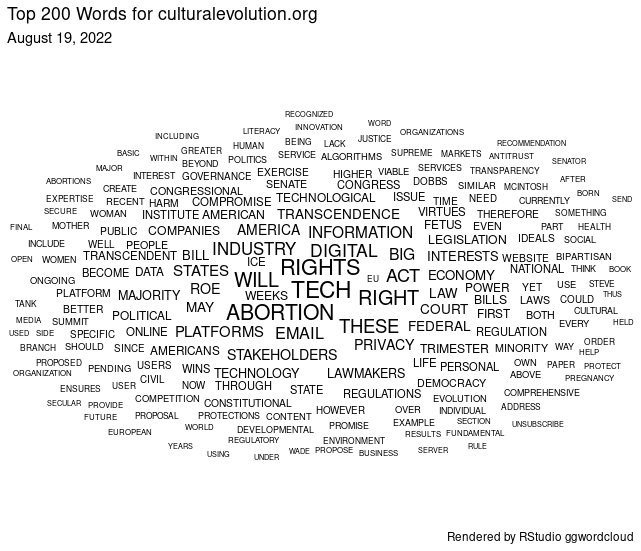 Top 200 Words for culturalevolution.org
August 19, 2022
RECOGNIZED
LITERACY INNOVATION WORD
INCLUDING BEING LACK JUSTICE ORGANIZATIONS
BASIC GREATER HUMAN RECOMMENDATION
MAJOR WITHIN BEYOND POLITICS SERVICE ALGORITHMS SUPREME MARKETS ANTITRUST SENATOR
ABORTIONS INTEREST GOVERNANCE EXERCISE HIGHER VIABLE SERVICES TRANSPARENCY AFTER
EXPERTISE CREATE CONGRESSIONAL SENATE CONGRESS DOBBS SIMILAR MCINTOSH BORN
SECURE RECENT HARM COMPROMISE TECHNOLOGICAL ISSUE TIME NEED CURRENTLY SEND
FINAL MOTHER WOMAN INSTITUTE AMERICAN TRANSCENDENCE VIRTUES THEREFORE SOMETHING
PUBLIC COMPANIES AMERICA INFORMATION FETUS EVEN PART HEALTH
INCLUDE WELL PEOPLE INDUSTRY DIGITAL BIG LEGISLATION IDEALS SOCIAL
OPEN WOMEN TRANSCENDENT BILL ICE RIGHTS INTERESTS WEBSITE BIPARTISAN
ONGOING BECOME DATA STATES WILL EU ACT ECONOMY NATIONAL THINK BOOK
PLATFORM MAJORITY ROE TECH RIGHT LAW POWER YET USE STEVE THUS
TANK BETTER MAY WEEKS ABORTION COURT BILLS LAWS COULD CULTURAL
MEDIA SUMMIT POLITICAL FIRST BOTH EVERY HELD
USED SIDE SPECIFIC ONLINE PLATFORMS EMAIL THESE FEDERAL REGULATION
BRANCH SHOULD SINCE AMERICANS STAKEHOLDERS PRIVACY TRIMESTER MINORITY WAY ORDER
HELP
PROPOSED PENDING USERS WINS LIFE PERSONAL OWN PAPER PROTECT
ORGANIZATION CIVIL TECHNOLOGY LAWMAKERS ABOVE PREGNANCY
ENSURES USER NOW THROUGH STATE REGULATIONS DEMOCRACY COMPREHENSIVE
SECULAR PROVIDE COMPETITION CONSTITUTIONAL EVOLUTION ADDRESS
FUTURE PROPOSAL PROTECTIONS CONTENT HOWEVER OVER INDIVIDUAL
EUROPEAN WORLD DEVELOPMENTAL PROMISE EXAMPLE SECTION UNSUBSCRIBE
REGULATORY ENVIRONMENT RESULTS FUNDAMENTAL
YEARS USING UNDER WADE PROPOSE BUSINESS SERVER RULE
Rendered by RStudio ggwordcloud